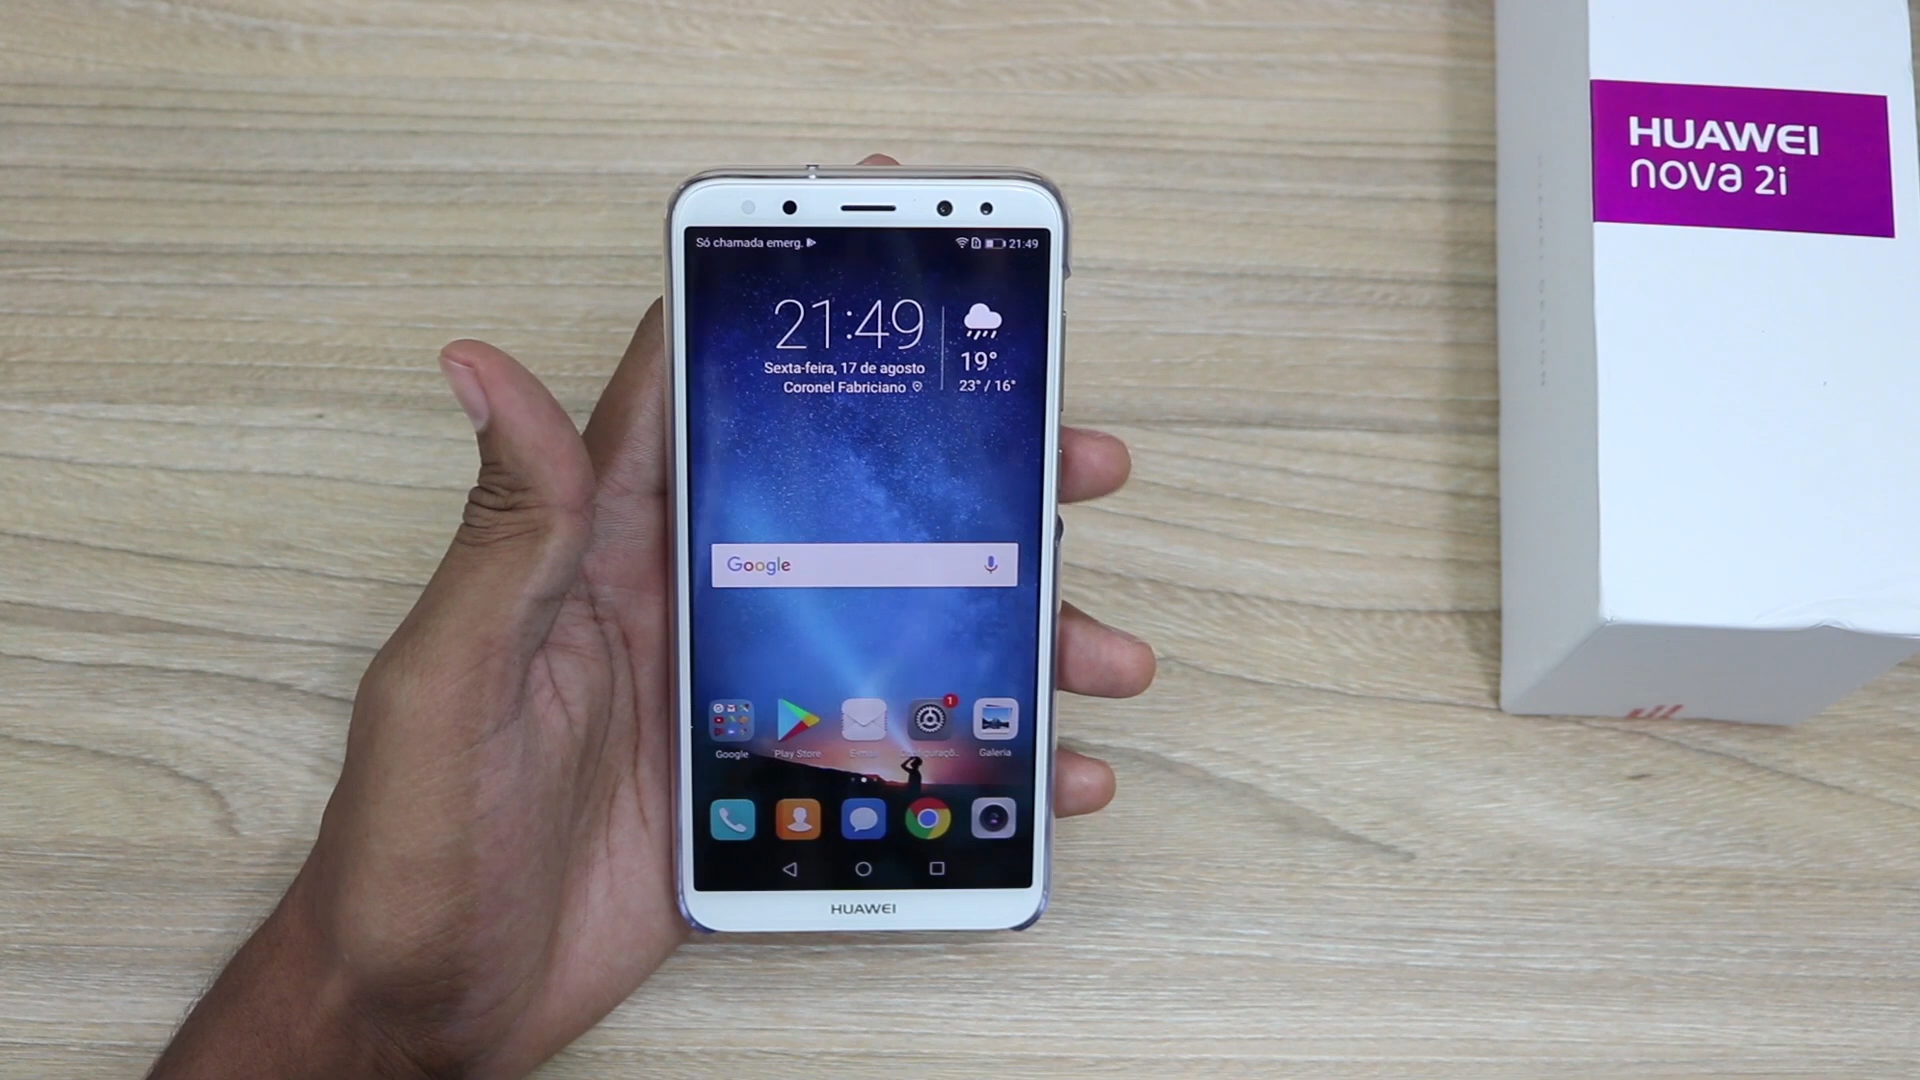 HUAWEI
nova 2i
Só chamada emerg.
21:49
21:49
19°
Sexta-feira, 17 de agosto
Coronel Fabriciano
23° / 16°
Google
1
Google
Play Store
Galeria
HUAWEI